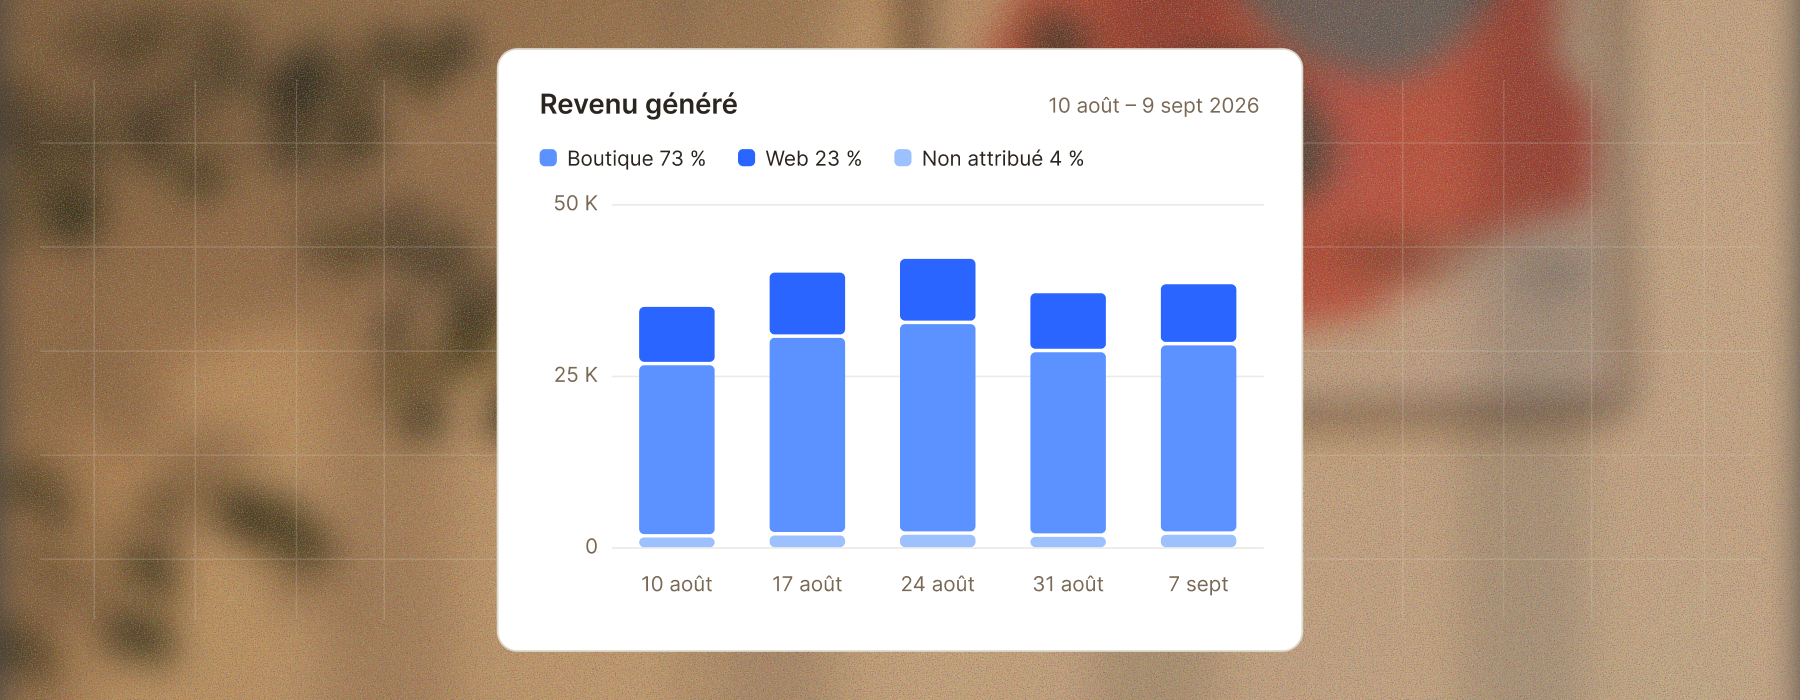 Revenu généré
10 août – 9 sept 2026
Boutique 73 % Web 23 % Non attribué 4 %
50 K
25 K
0
10 août 17 août 24 août 31 août 7 sept